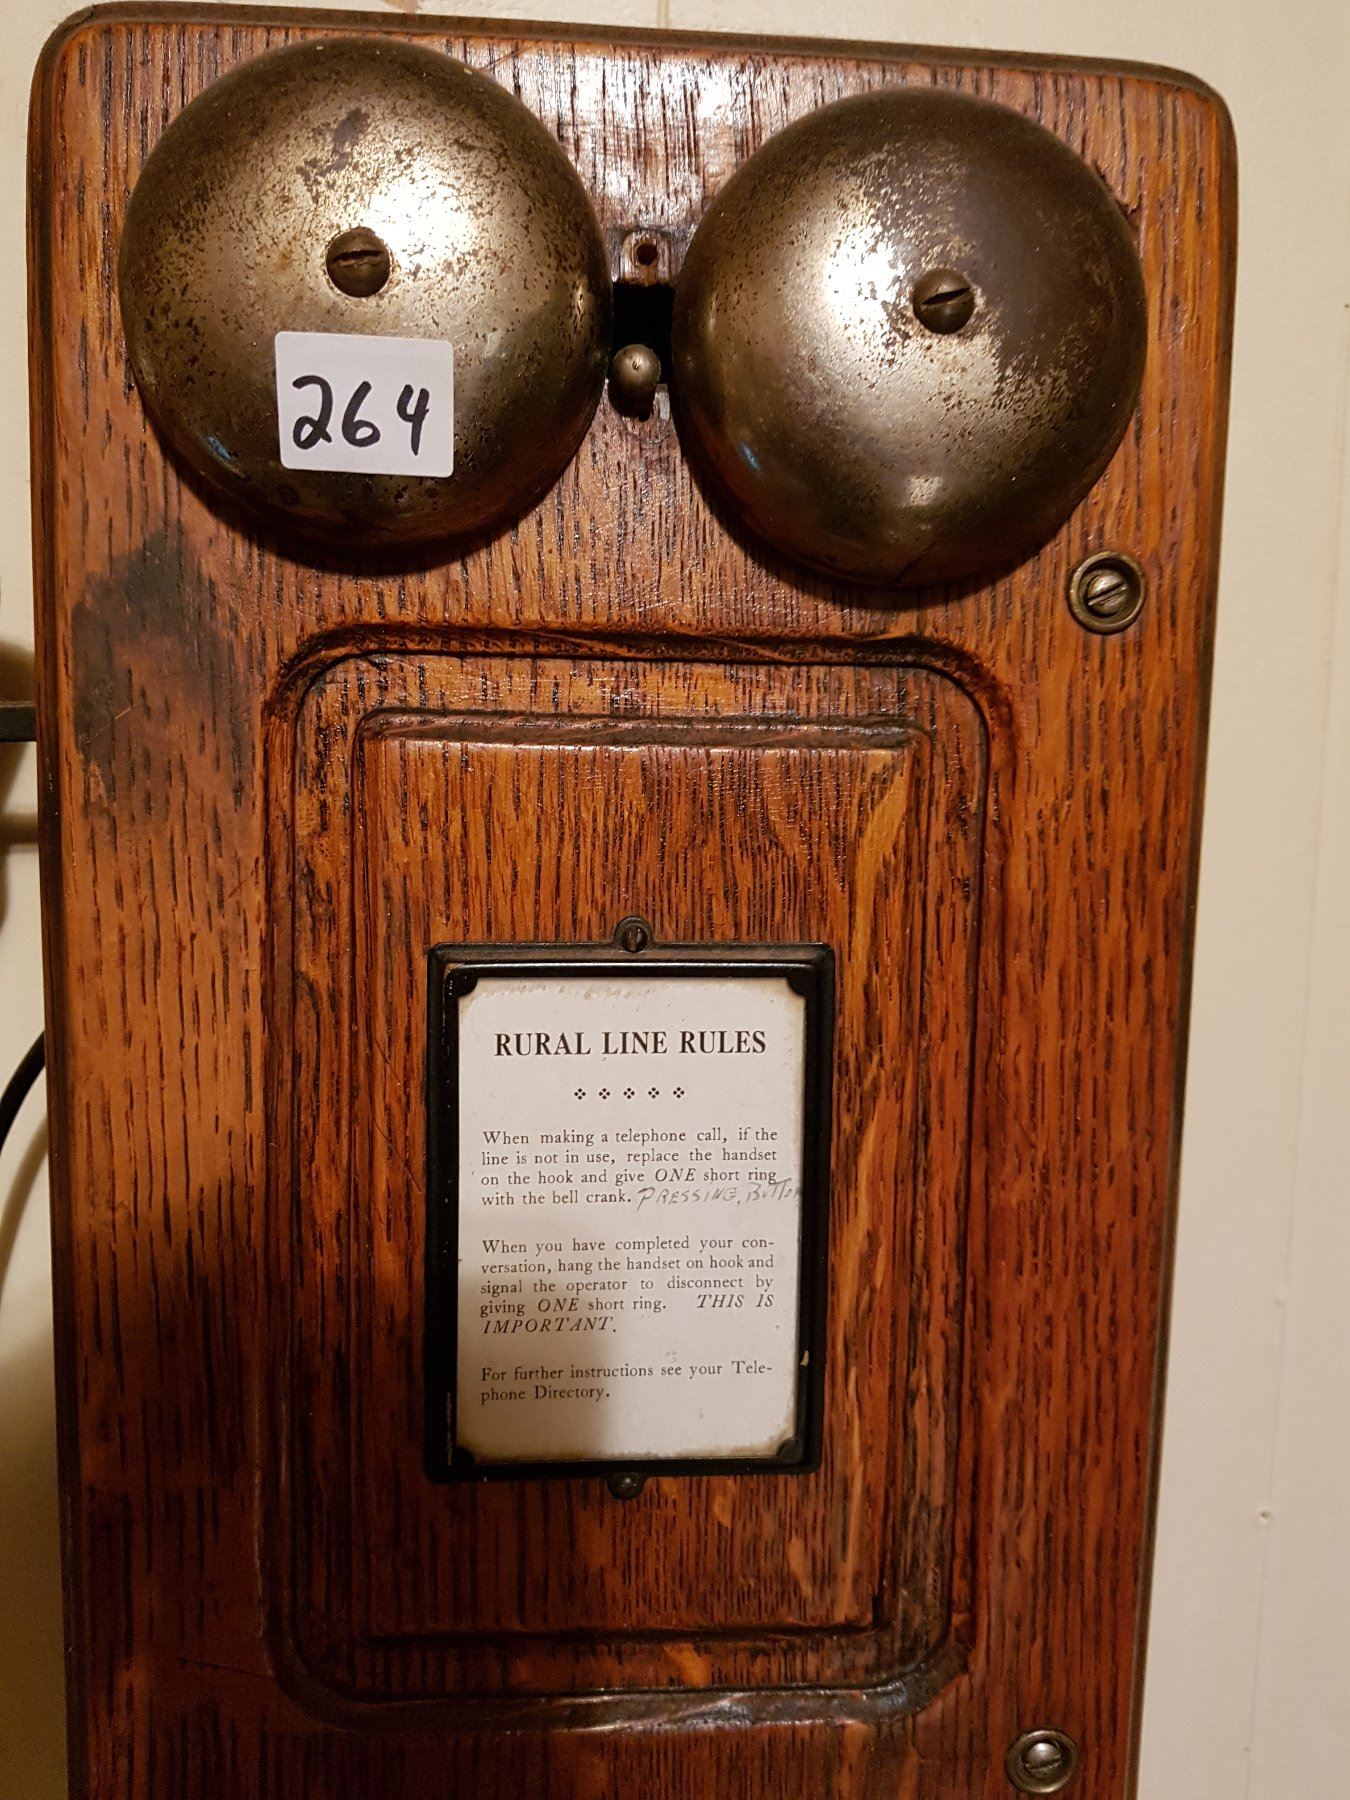 264
RURAL LINE RULES
When making a telephone call, if the
line is not in use, replace the handset
on the hook and give ONE short ring
with the bell crank. PRESSING, Button
When you have completed your con-
versation, hang the handset on hook and
signal the operator to disconnect by
giving ONE short ring. THIS IS
IMPORTANT.
For further instructions see your Tele-
phone Directory.